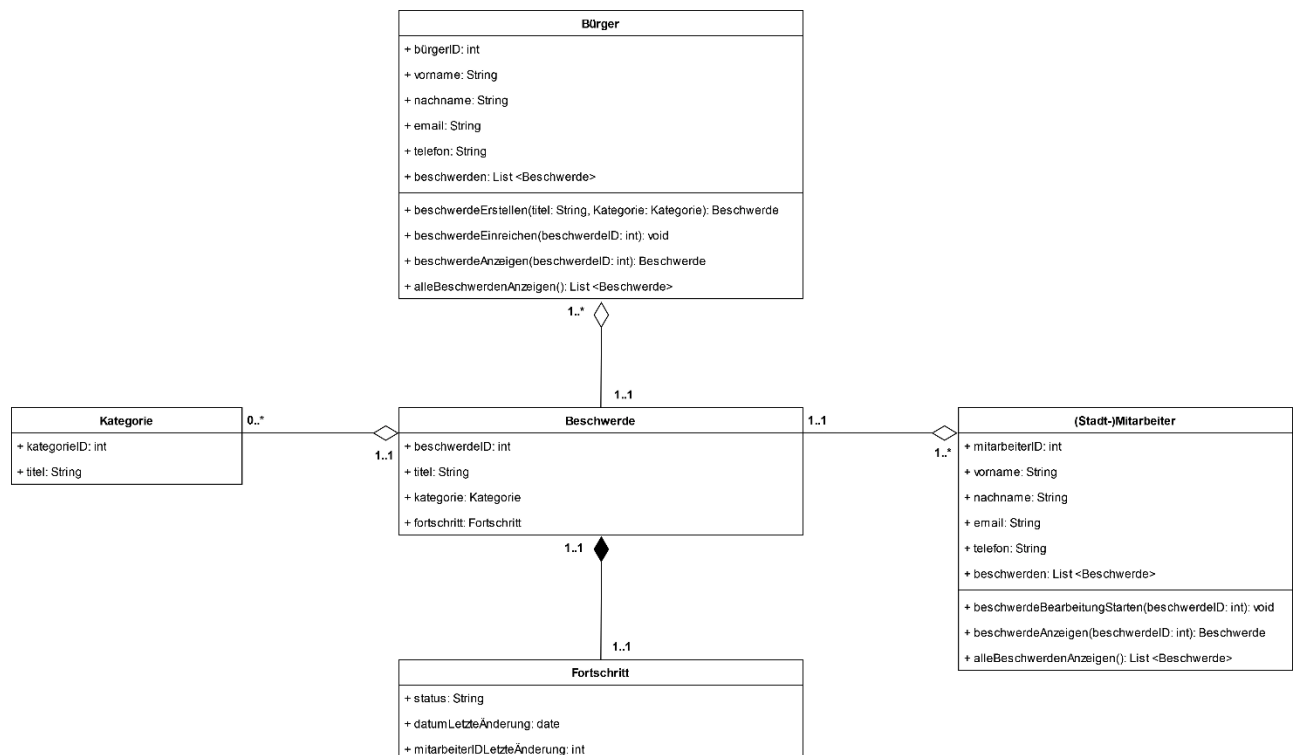 Bürger
+ bürgerID: int
+ vorname: String
+ nachname: String
+ email: String
+ telefon: String
+ beschwerden: List <Beschwerde>
+ beschwerdeErstellen(titel: String, Kategorie: Kategorie): Beschwerde
+ beschwerdeEinreichen(beschwerdeID: int): void
+ beschwerdeAnzeigen(beschwerdeID: int): Beschwerde
+ alleBeschwerdenAnzeigen(): List <Beschwerde>
1..*
1..1
Kategorie
+ kategorieID: int
+ titel: String
0..*
1..1
Beschwerde
+ beschwerdeID: int
+ titel: String
+ kategorie: Kategorie
+ fortschritt: Fortschritt
1..1
1..*
(Stadt-)Mitarbeiter
+ mitarbeiterID: int
+ vorname: String
+ nachname: String
+ email: String
+ telefon: String
+ beschwerden: List <Beschwerde>
+ beschwerdeBearbeitungStarten(beschwerdeID: int): void
+ beschwerdeAnzeigen(beschwerdeID: int): Beschwerde
+ alleBeschwerdenAnzeigen(): List <Beschwerde>
1..1
1..1
Fortschritt
+ status: String
+ datumLetzteÄnderung: date
+ mitarbeiterIDLetzteÄnderung: int